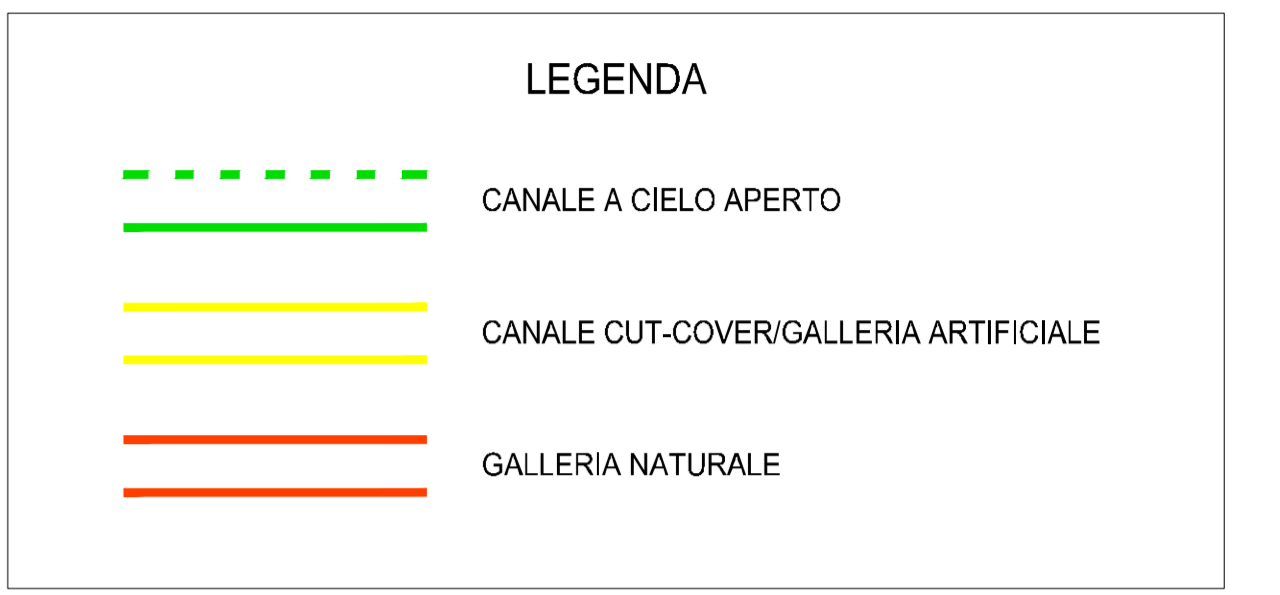 LEGENDA
CANALE A CIELO APERTO
CANALE CUT-COVER/GALLERIA ARTIFICIALE
GALLERIA NATURALE